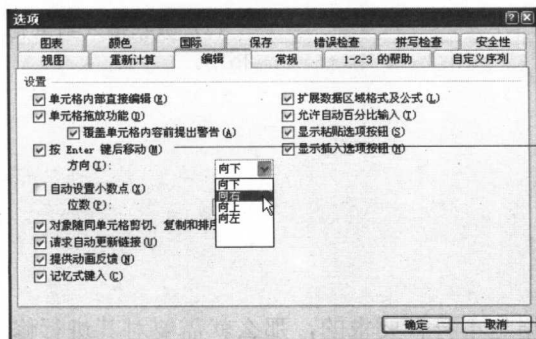 选项
图表 颜色 国际 保存 错误检查 拼写检查 安全性
视图 重新计算 编辑 常规 1-2-3 的帮助 自定义序列
设置
单元格内部直接编辑(E)
单元格拖放功能(D)
覆盖单元格内容前提出警告(A)
按 Enter 键后移动(M)
方向(I): 向下
向下
向右
向上
向左
自动设置小数点(X)
位数(P):
对象随同单元格剪切、复制和排
请求自动更新链接(U)
提供动画反馈(N)
记忆式键入(C)
扩展数据区域格式及公式(L)
允许自动百分比输入(T)
显示粘贴选项按钮(S)
显示插入选项按钮(H)
确定 取消